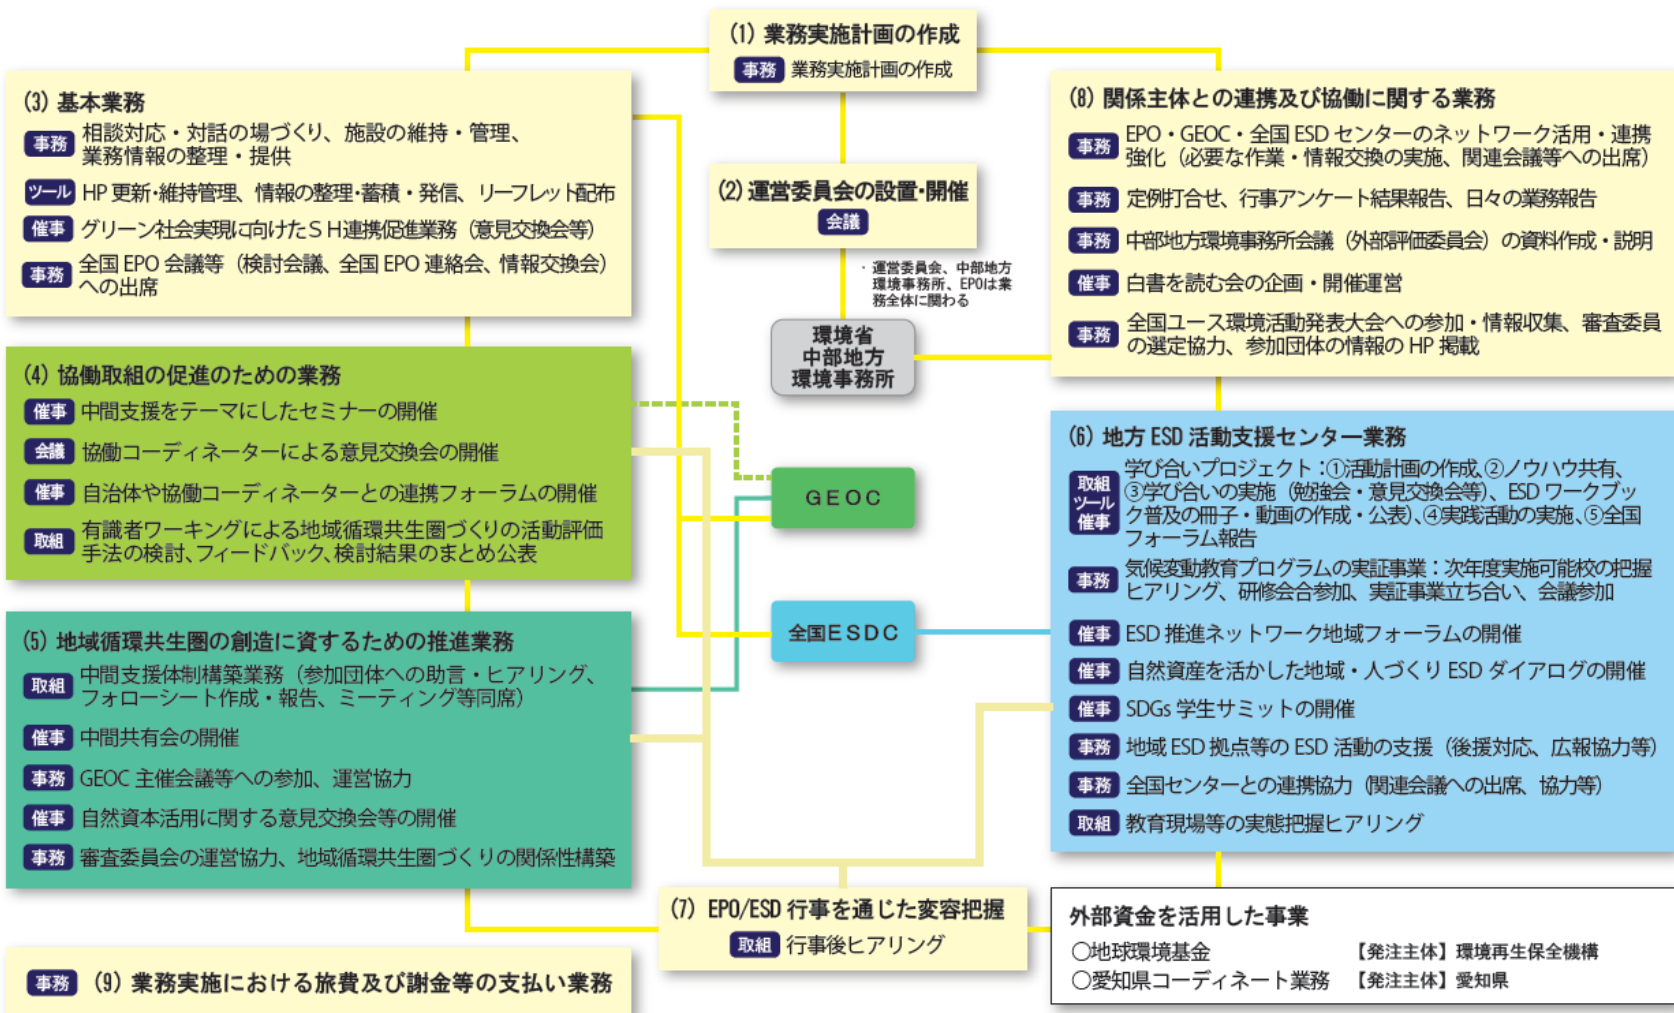 (1) 業務実施計画の作成
事務 業務実施計画の作成
(2) 運営委員会の設置・開催
会議
・運営委員会、中部地方
環境事務所、EPOは業
務全体に関わる
環境省
中部地方
環境事務所
GEOC
全国ESDC
(3) 基本業務
事務 相談対応・対話の場づくり、施設の維持・管理、
業務情報の整理・提供
ツール HP 更新・維持管理、情報の整理・蓄積・発信、リーフレット配布
催事 グリーン社会実現に向けたＳＨ連携促進業務（意見交換会等）
事務 全国 EPO 会議等（検討会議、全国 EPO 連絡会、情報交換会）
への出席
(4) 協働取組の促進のための業務
催事 中間支援をテーマにしたセミナーの開催
会議 協働コーディネーターによる意見交換会の開催
催事 自治体や協働コーディネーターとの連携フォーラムの開催
取組 有識者ワーキングによる地域循環共生圏づくりの活動評価
手法の検討、フィードバック、検討結果のまとめ公表
(5) 地域循環共生圏の創造に資するための推進業務
取組 中間支援体制構築業務（参加団体への助言・ヒアリング、
フォローシート作成・報告、ミーティング等同席）
催事 中間共有会の開催
事務 GEOC 主催会議等への参加、運営協力
催事 自然資本活用に関する意見交換会等の開催
事務 審査委員会の運営協力、地域循環共生圏づくりの関係性構築
事務 (9) 業務実施における旅費及び謝金等の支払い業務
(7) EPO/ESD 行事を通じた変容把握
取組 行事後ヒアリング
(8) 関係主体との連携及び協働に関する業務
事務 EPO・GEOC・全国 ESD センターのネットワーク活用・連携
強化（必要な作業・情報交換の実施、関連会議等への出席）
事務 定例打合せ、行事アンケート結果報告、日々の業務報告
事務 中部地方環境事務所会議（外部評価委員会）の資料作成・説明
催事 白書を読む会の企画・開催運営
事務 全国ユース環境活動発表大会への参加・情報収集、審査委員
の選定協力、参加団体の情報の HP 掲載
(6) 地方 ESD 活動支援センター業務
取組 ツール 催事 学び合いプロジェクト：①活動計画の作成、②ノウハウ共有、
③学び合いの実施（勉強会・意見交換会等）、ESD ワークブッ
ク普及の冊子・動画の作成・公表）、④実践活動の実施、⑤全国
フォーラム報告
事務 気候変動教育プログラムの実証事業：次年度実施可能校の把握
ヒアリング、研修会合参加、実証事業立ち合い、会議参加
催事 ESD 推進ネットワーク地域フォーラムの開催
催事 自然資産を活かした地域・人づくり ESD ダイアログの開催
催事 SDGs 学生サミットの開催
事務 地域 ESD 拠点等の ESD 活動の支援（後援対応、広報協力等）
事務 全国センターとの連携協力（関連会議への出席、協力等）
取組 教育現場等の実態把握ヒアリング
外部資金を活用した事業
○地球環境基金 【発注主体】環境再生保全機構
○愛知県コーディネート業務 【発注主体】愛知県